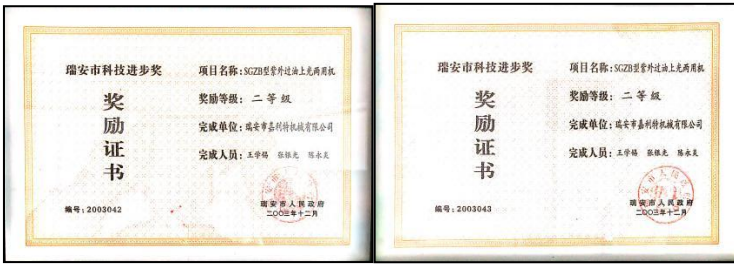 瑞安市科技进步奖
奖励证书
编号：2003042
项目名称：SGZB型紫外过油上光两用机
奖励等级：二等级
完成单位：瑞安市嘉利特机械有限公司
完成人员：王学锡 张银光 陈永美
瑞安市人民政府
二〇〇三年十二月
瑞安市科技进步奖
奖励证书
编号：2003043
项目名称：SGZB型紫外过油上光两用机
奖励等级：二等级
完成单位：瑞安市嘉利特机械有限公司
完成人员：王学锡 张银光 陈永美
瑞安市人民政府
二〇〇三年十二月